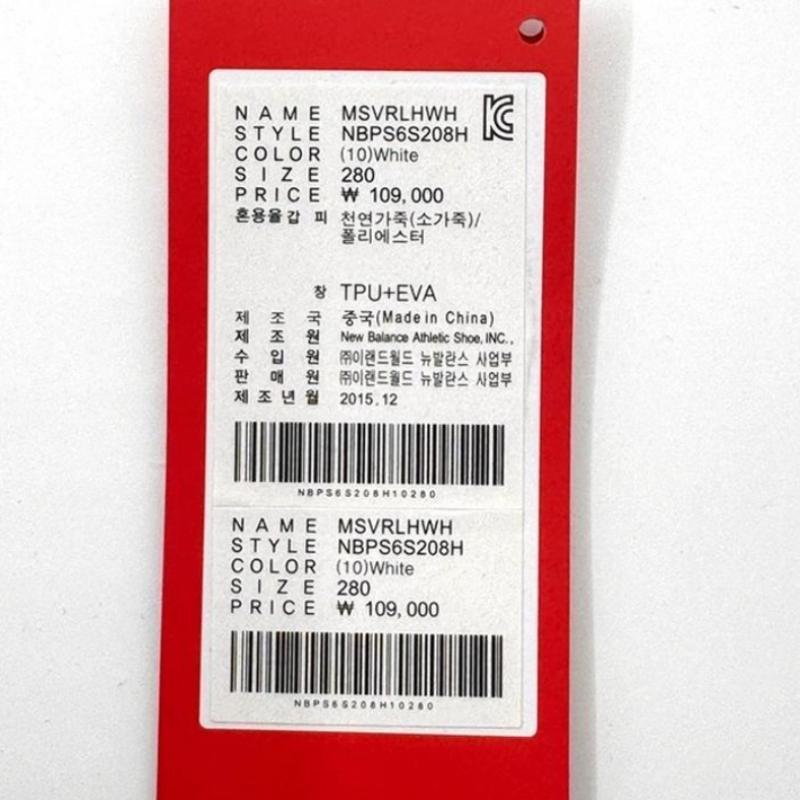 NAME MSVRLHWH
STYLE NBPS6S208H
COLOR (10)White
SIZE 280
PRICE ₩ 109,000
혼용율갑 피 천연가죽(소가죽)/
폴리에스터
창 TPU+EVA
제 조 국 중국(Made in China)
제 조 원 New Balance Athletic Shoe, INC.,
수 입 원 ㈜이랜드월드 뉴발란스 사업부
판 매 원 ㈜이랜드월드 뉴발란스 사업부
제조년월 2015.12
NBPS6S208H10280
NAME MSVRLHWH
STYLE NBPS6S208H
COLOR (10)White
SIZE 280
PRICE ₩ 109,000
NBPS6S208H10280